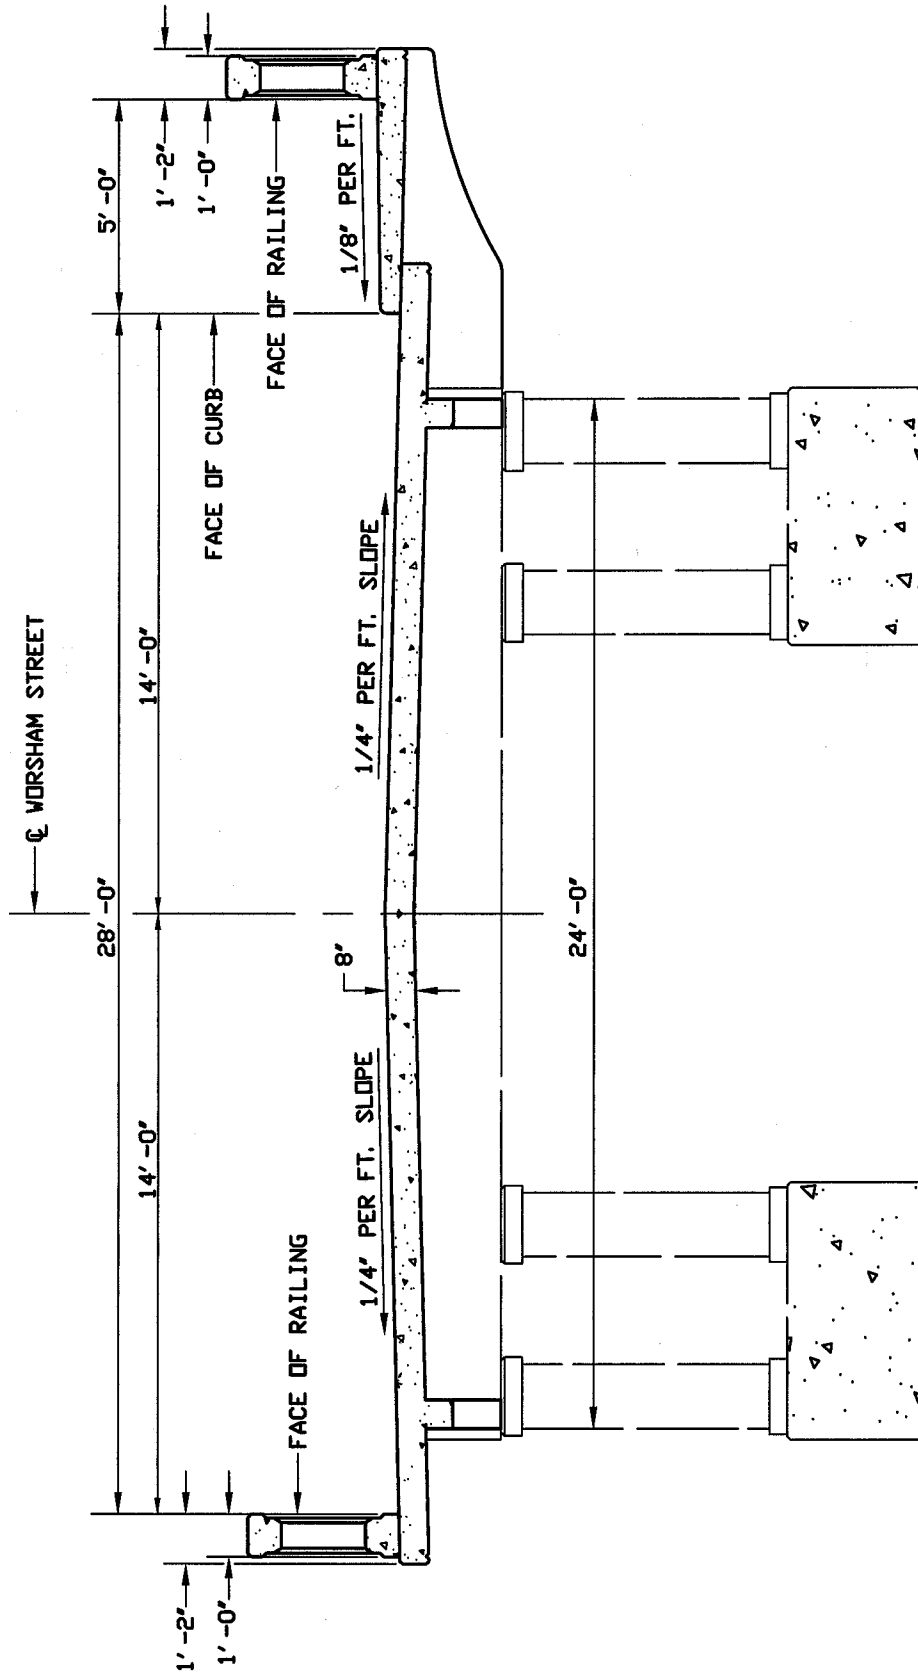 ℄ WORSHAM STREET
28'-0"
5'-0"
14'-0"
14'-0"
1'-2"
1'-0"
1'-2"
1'-0"
FACE OF CURB
FACE OF RAILING
FACE OF RAILING
1/8" PER FT.
8"
1/4" PER FT. SLOPE
1/4" PER FT. SLOPE
24'-0"